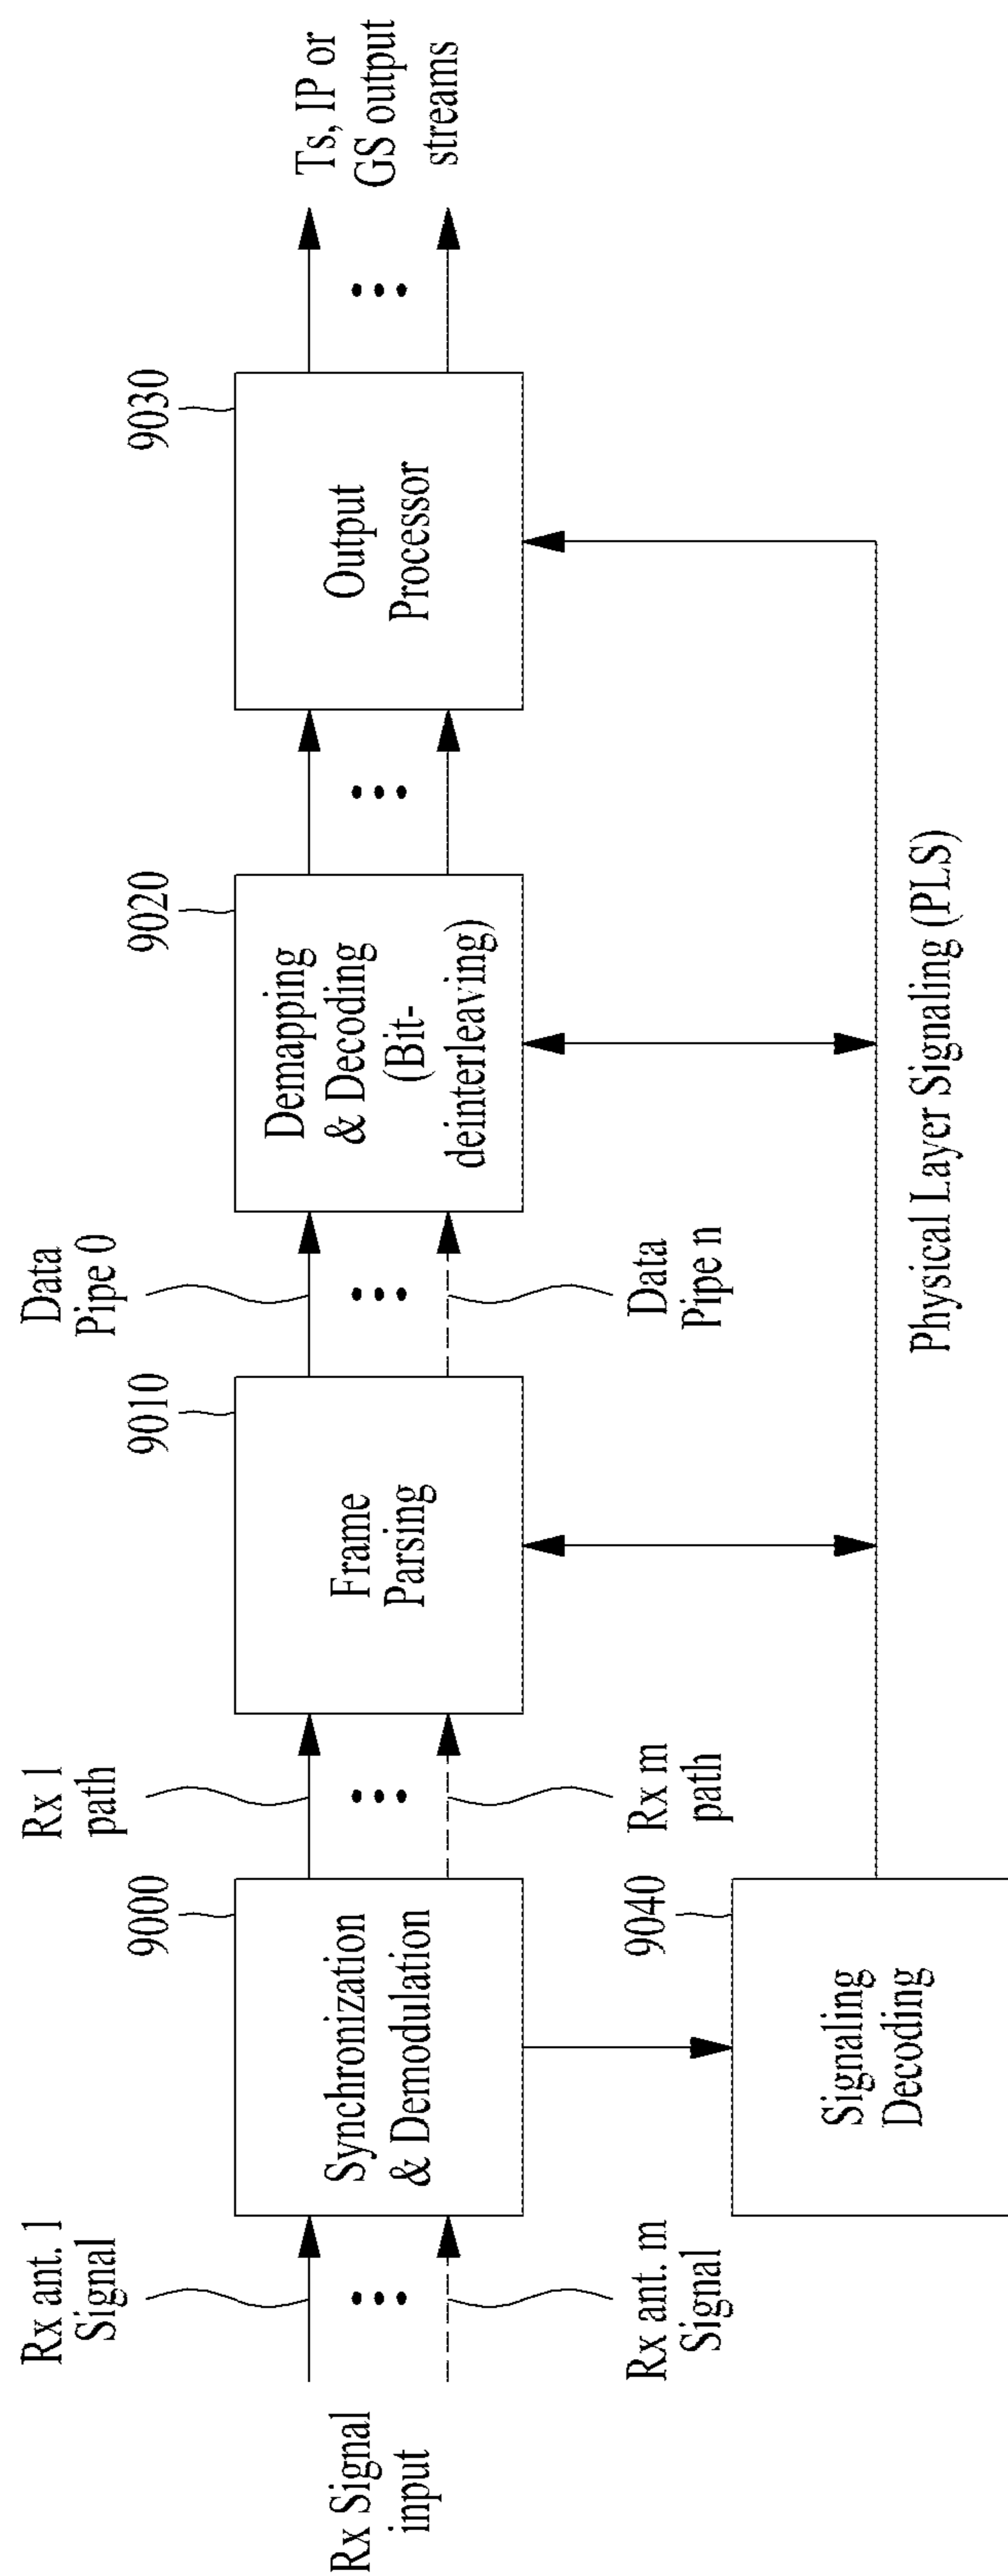 Rx Signal
input
Rx ant. 1
Signal
Rx ant. m
Signal
9000
Synchronization
& Demodulation
Rx 1
path
Rx m
path
9040
Signaling
Decoding
9010
Frame
Parsing
Data
Pipe 0
Data
Pipe n
9020
Demapping
& Decoding
(Bit-
deinterleaving)
9030
Output
Processor
Ts, IP or
GS output
streams
Physical Layer Signaling (PLS)